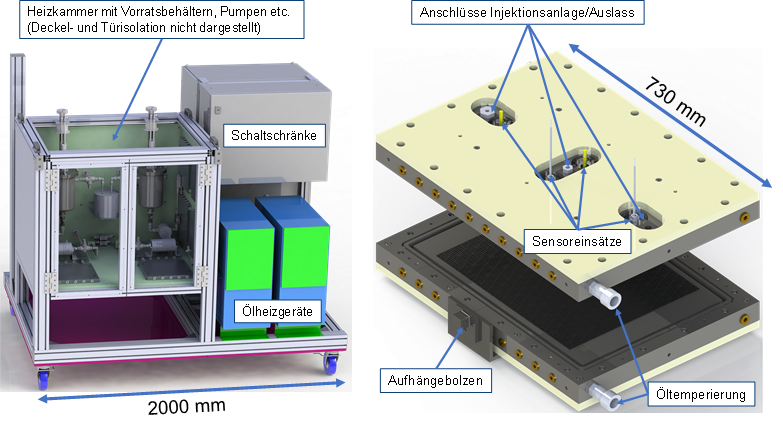 Heizkammer mit Vorratsbehältern, Pumpen etc.
(Deckel- und Türisolation nicht dargestellt)
Schaltschränke
Ölheizgeräte
2000 mm
Anschlüsse Injektionsanlage/Auslass
730 mm
Sensoreinsätze
Aufhängebolzen
Öltemperierung